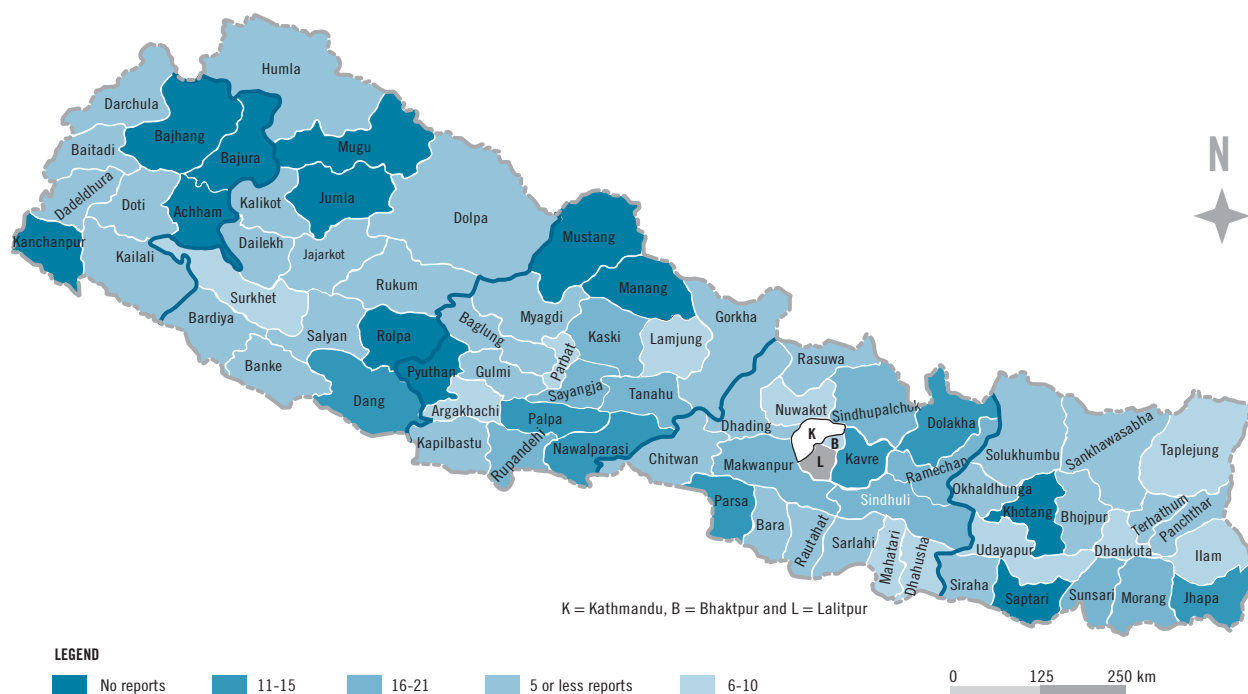 Humla
Darchula
Bajhang
Baitadi
Bajura
Mugu
Dadeldhura
Doti
Achham
Kalikot
Jumla
Dolpa
Kanchanpur
Kailali
Dailekh
Jajarkot
Mustang
Manang
Surkhet
Rukum
Bardiya
Salyan
Rolpa
Baglung
Myagdi
Kaski
Lamjung
Gorkha
Banke
Dang
Pyuthan
Gulmi
Parbat
Sayangja
Tanahu
Argakhachi
Palpa
Kapilbastu
Rupandehi
Nawalparasi
Chitwan
Rasuwa
Nuwakot
Sindhupalchok
Dhading
K
B
L
Kavre
Dolakha
Makwanpur
Ramechap
Sindhuli
Parsa
Bara
Rautahat
Sarlahi
Mahatari
Dhahusha
Solukhumbu
Sankhawasabha
Taplejung
Okhaldhunga
Khotang
Bhojpur
Terhathum
Panchthar
Udayapur
Dhankuta
Ilam
Siraha
Saptari
Sunsari
Morang
Jhapa
N
K = Kathmandu, B = Bhaktpur and L = Lalitpur
LEGEND
No reports 11-15 16-21 5 or less reports 6-10
0 125 250 km